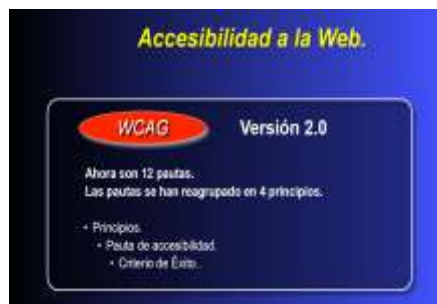 Accesibilidad a la Web.
WCAG Versión 2.0
Ahora son 12 pautas.
Las pautas se han reagrupado en 4 principios.
• Principios.
• Pauta de accesibilidad.
• Criterio de Éxito..